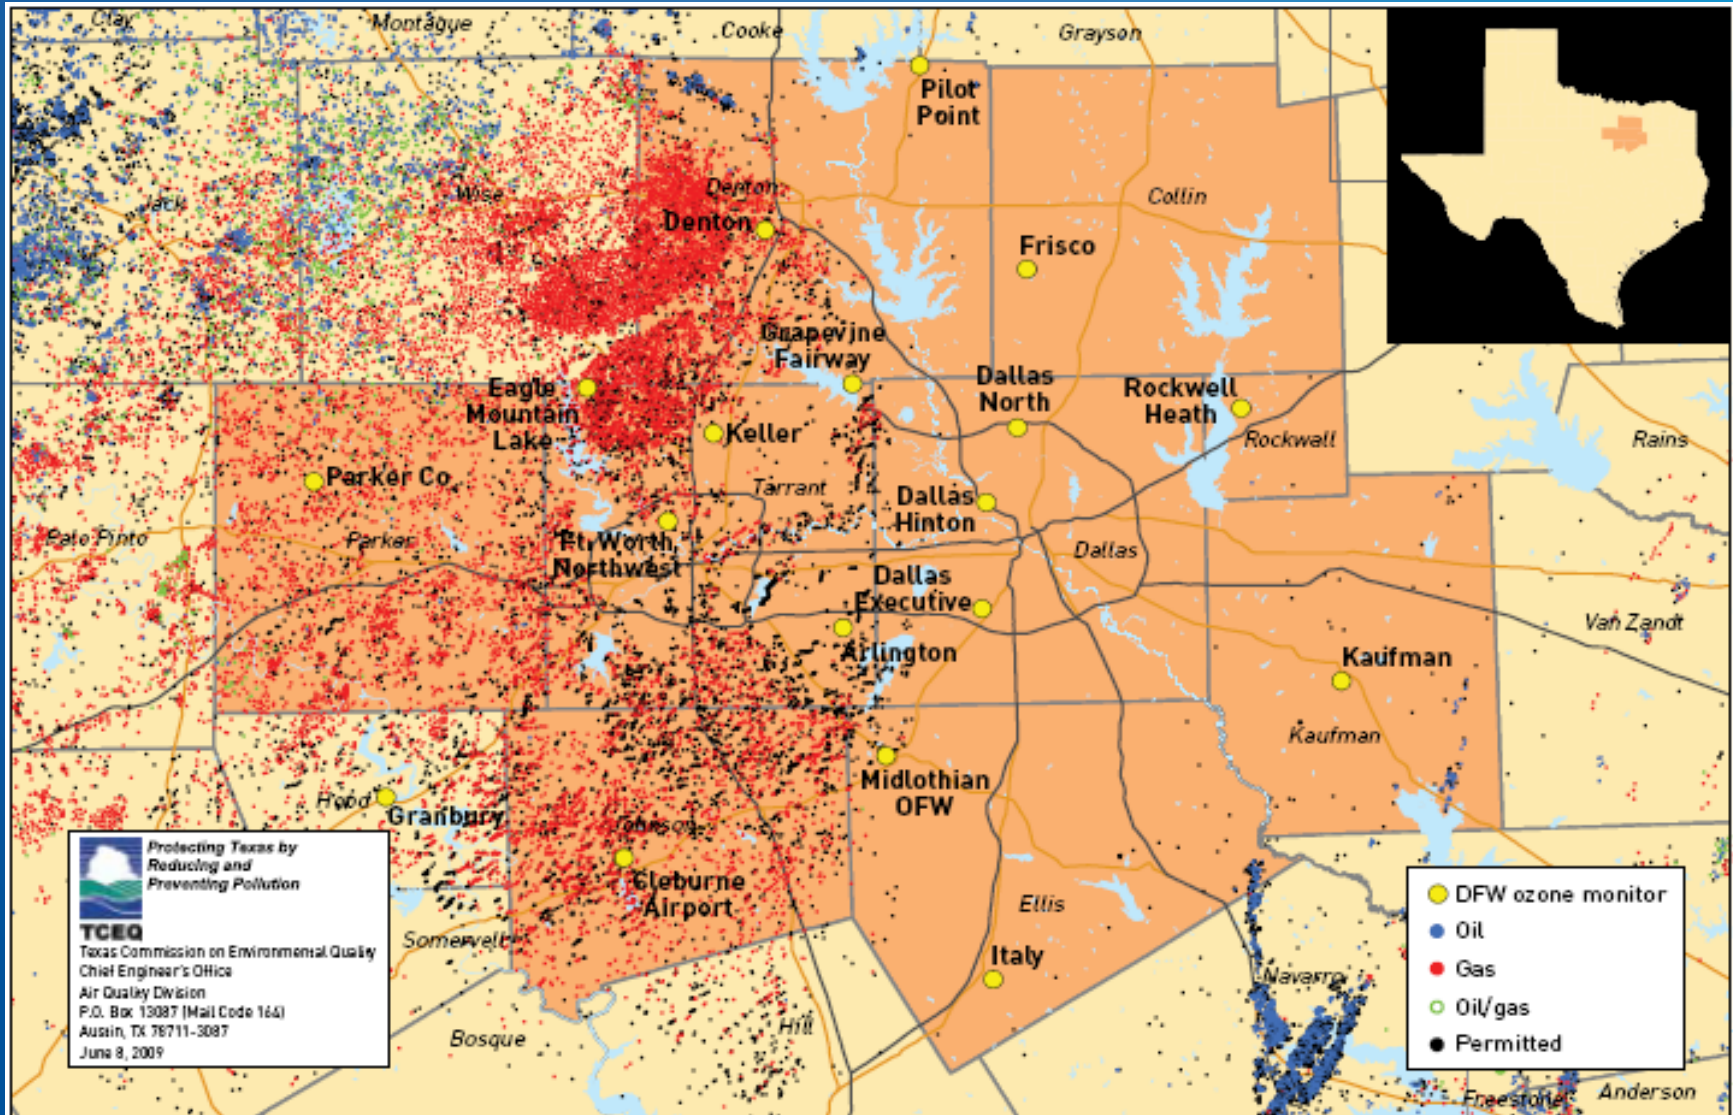 Clay
Montague
Cooke
Grayson
Pilot
Point
Jack
Wise
Denton
Denton
Collin
Frisco
Grapevine
Fairway
Eagle
Mountain
Lake
Keller
Dallas
North
Rockwell
Heath
Rockwall
Rains
Parker Co
Tarrant
Dallas
Hinton
Palo Pinto
Parker
Ft. Worth
Northwest
Dallas
Dallas
Executive
Arlington
Van Zandt
Kaufman
Kaufman
Midlothian
OFW
Hood
Granbury
Johnson
Cleburne
Airport
Ellis
Somervell
Italy
Navarro
Bosque
Hill
Freestone
Anderson
Protecting Texas by
Reducing and
Preventing Pollution
TCEQ
Texas Commission on Environmental Quality
Chief Engineer's Office
Air Quality Division
P.O. Box 13087 (Mail Code 164)
Austin, TX 78711-3087
June 8, 2009
DFW ozone monitor
Oil
Gas
Oil/gas
Permitted